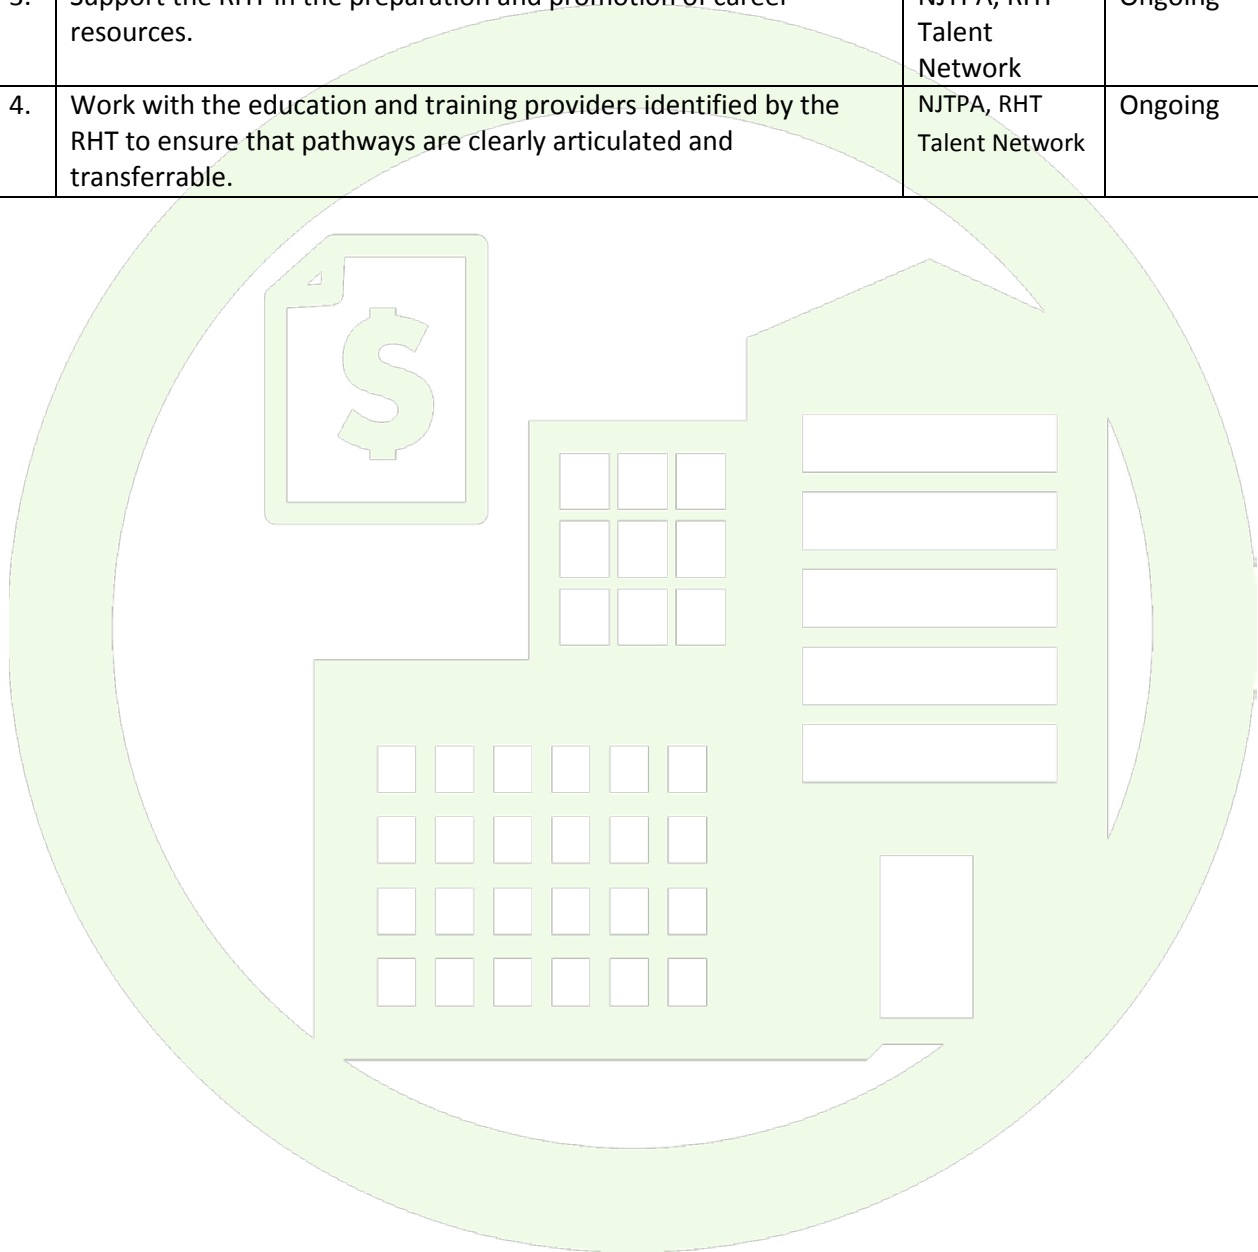 3. Support the RHT in the preparation and promotion of career NJTPA, RHT Ongoing
resources. Talent
Network
4. Work with the education and training providers identified by the NJTPA, RHT Ongoing
RHT to ensure that pathways are clearly articulated and Talent Network
transferrable.
$